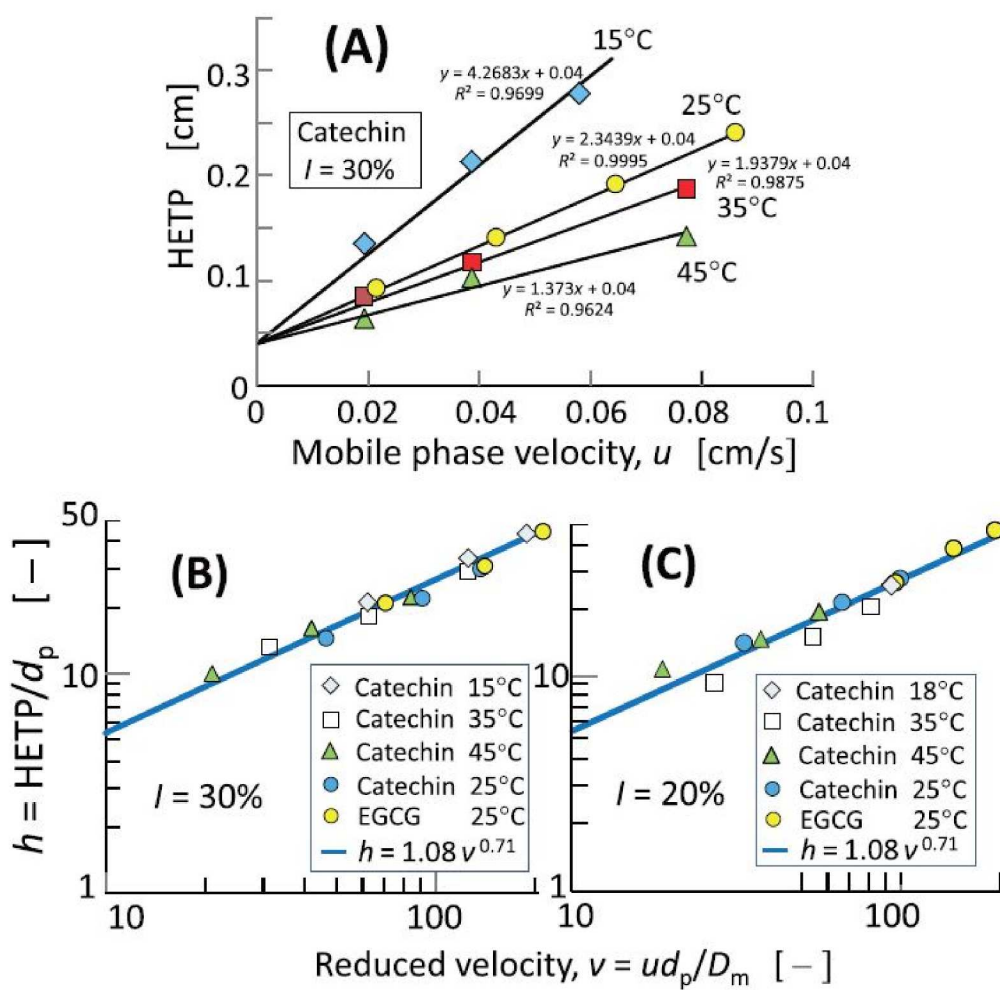 (A)
HETP [cm]
0.3
0.2
0.1
0
Catechin
I = 30%
15°C
y = 4.2683x + 0.04
R² = 0.9699
25°C
y = 2.3439x + 0.04
R² = 0.9995
y = 1.9379x + 0.04
R² = 0.9875
35°C
45°C
y = 1.373x + 0.04
R² = 0.9624
0 0.02 0.04 0.06 0.08 0.1
Mobile phase velocity, u [cm/s]
h = HETP/dp [−]
50
10
1
(B)
I = 30%
Catechin 15°C
Catechin 35°C
Catechin 45°C
Catechin 25°C
EGCG 25°C
h = 1.08 v^0.71
10 100
(C)
10
1
I = 20%
Catechin 18°C
Catechin 35°C
Catechin 45°C
Catechin 25°C
EGCG 25°C
h = 1.08 v^0.71
10 100
Reduced velocity, v = udp/Dm [−]